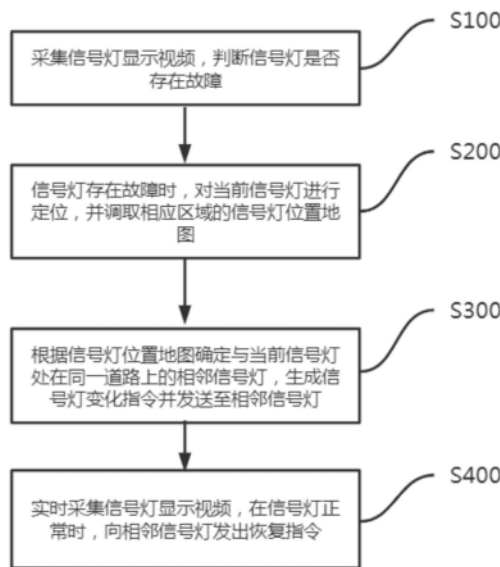 S100
采集信号灯显示视频，判断信号灯是否
存在故障
S200
信号灯存在故障时，对当前信号灯进行
定位，并调取相应区域的信号灯位置地
图
S300
根据信号灯位置地图确定与当前信号灯
处在同一道路上的相邻信号灯，生成信
号灯变化指令并发送至相邻信号灯
S400
实时采集信号灯显示视频，在信号灯正
常时，向相邻信号灯发出恢复指令